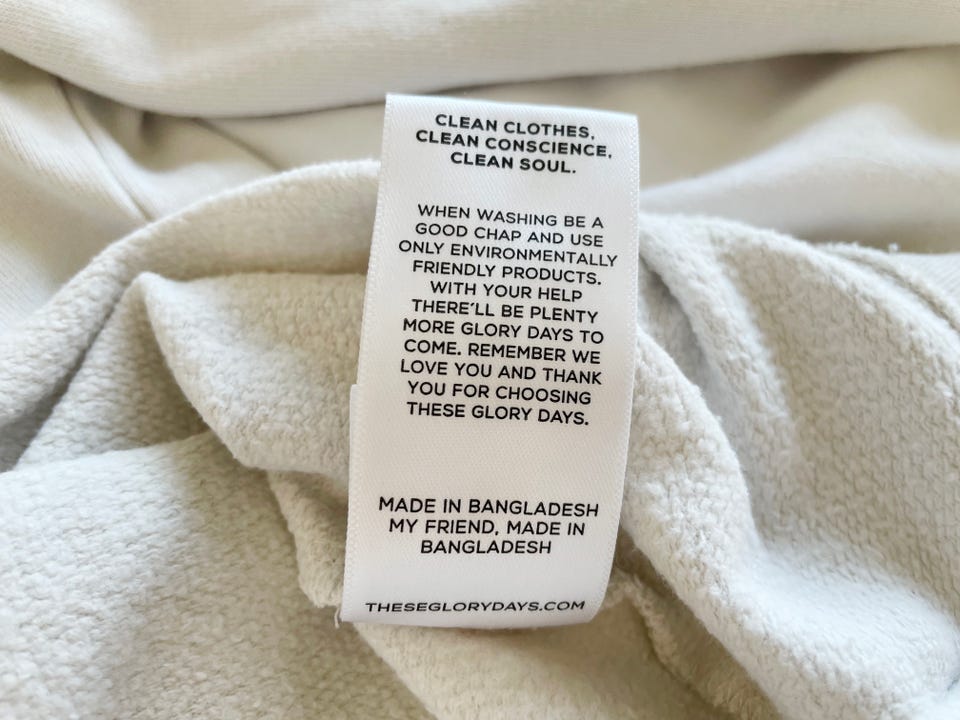 CLEAN CLOTHES,
CLEAN CONSCIENCE,
CLEAN SOUL.
WHEN WASHING BE A
GOOD CHAP AND USE
ONLY ENVIRONMENTALLY
FRIENDLY PRODUCTS.
WITH YOUR HELP
THERE'LL BE PLENTY
MORE GLORY DAYS TO
COME. REMEMBER WE
LOVE YOU AND THANK
YOU FOR CHOOSING
THESE GLORY DAYS.
MADE IN BANGLADESH
MY FRIEND, MADE IN
BANGLADESH
THESEGLORYDAYS.COM